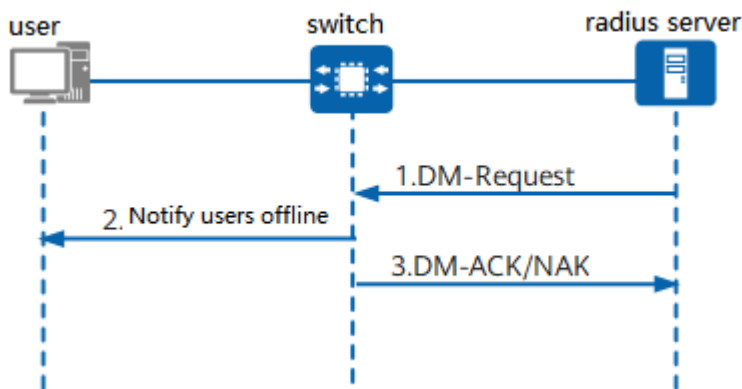 user
switch
radius server
1.DM-Request
2. Notify users offline
3.DM-ACK/NAK